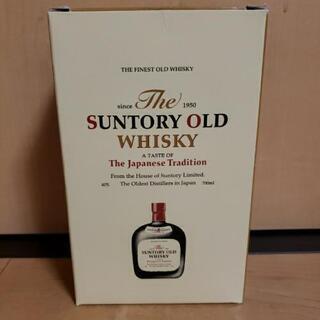 THE FINEST OLD WHISKY
since The 1950
SUNTORY OLD
WHISKY
A TASTE OF
The Japanese Tradition
From the House of Suntory Limited.
40% The Oldest Distillers in Japan 700ml
The
SUNTORY OLD
WHISKY